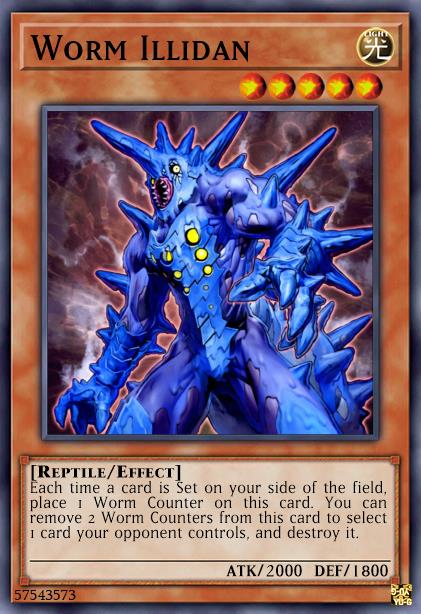 Worm Illidan
LIGHT
光
[Reptile/Effect]
Each time a card is Set on your side of the field,
place 1 Worm Counter on this card. You can
remove 2 Worm Counters from this card to select
1 card your opponent controls, and destroy it.
ATK/2000 DEF/1800
57543573